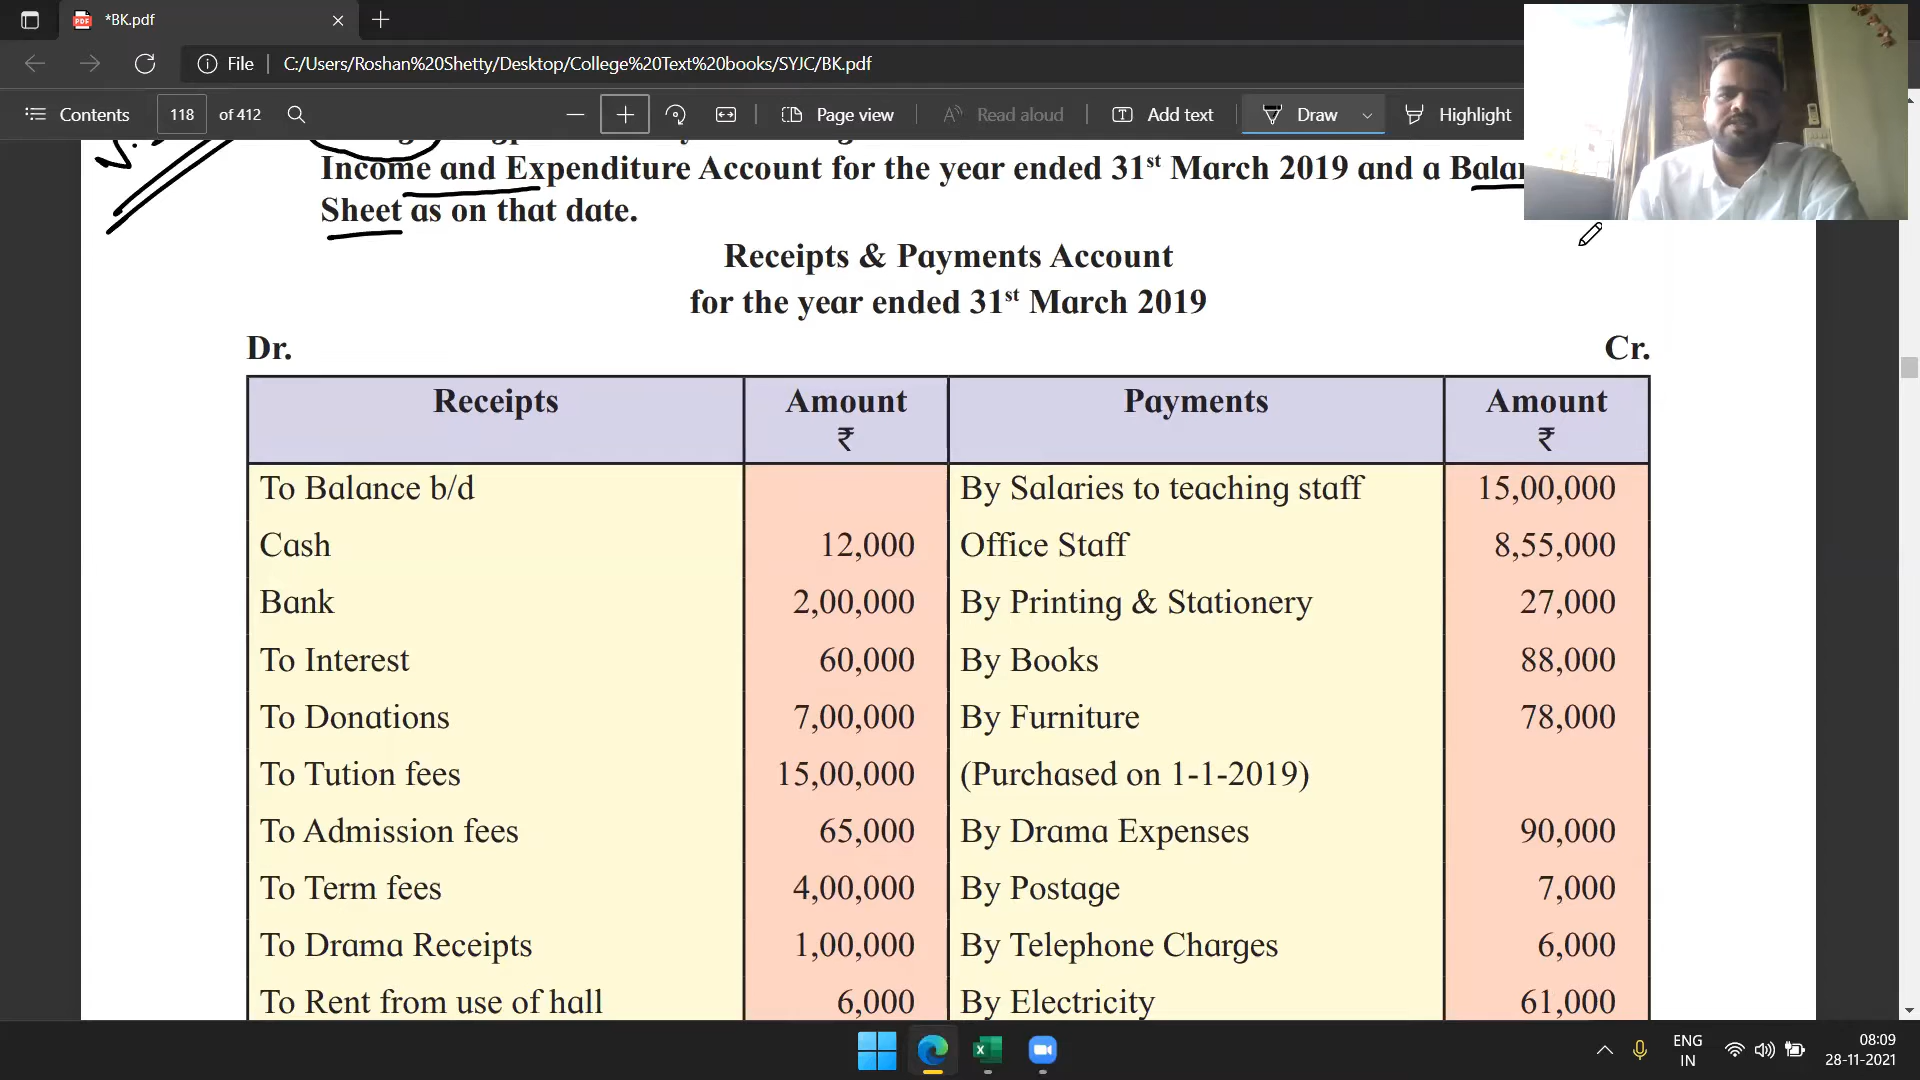 *BK.pdf
File C:/Users/Roshan%20Shetty/Desktop/College%20Text%20books/SYJC/BK.pdf
Contents 118 of 412 Page view Read aloud Add text Draw Highlight
Income and Expenditure Account for the year ended 31st March 2019 and a Balan
Sheet as on that date.
Receipts & Payments Account
for the year ended 31st March 2019
Dr. Cr.
Receipts Amount ₹ Payments Amount ₹
To Balance b/d By Salaries to teaching staff 15,00,000
Cash 12,000 Office Staff 8,55,000
Bank 2,00,000 By Printing & Stationery 27,000
To Interest 60,000 By Books 88,000
To Donations 7,00,000 By Furniture 78,000
To Tution fees 15,00,000 (Purchased on 1-1-2019)
To Admission fees 65,000 By Drama Expenses 90,000
To Term fees 4,00,000 By Postage 7,000
To Drama Receipts 1,00,000 By Telephone Charges 6,000
To Rent from use of hall 6,000 By Electricity 61,000
ENG
IN
08:09
28-11-2021